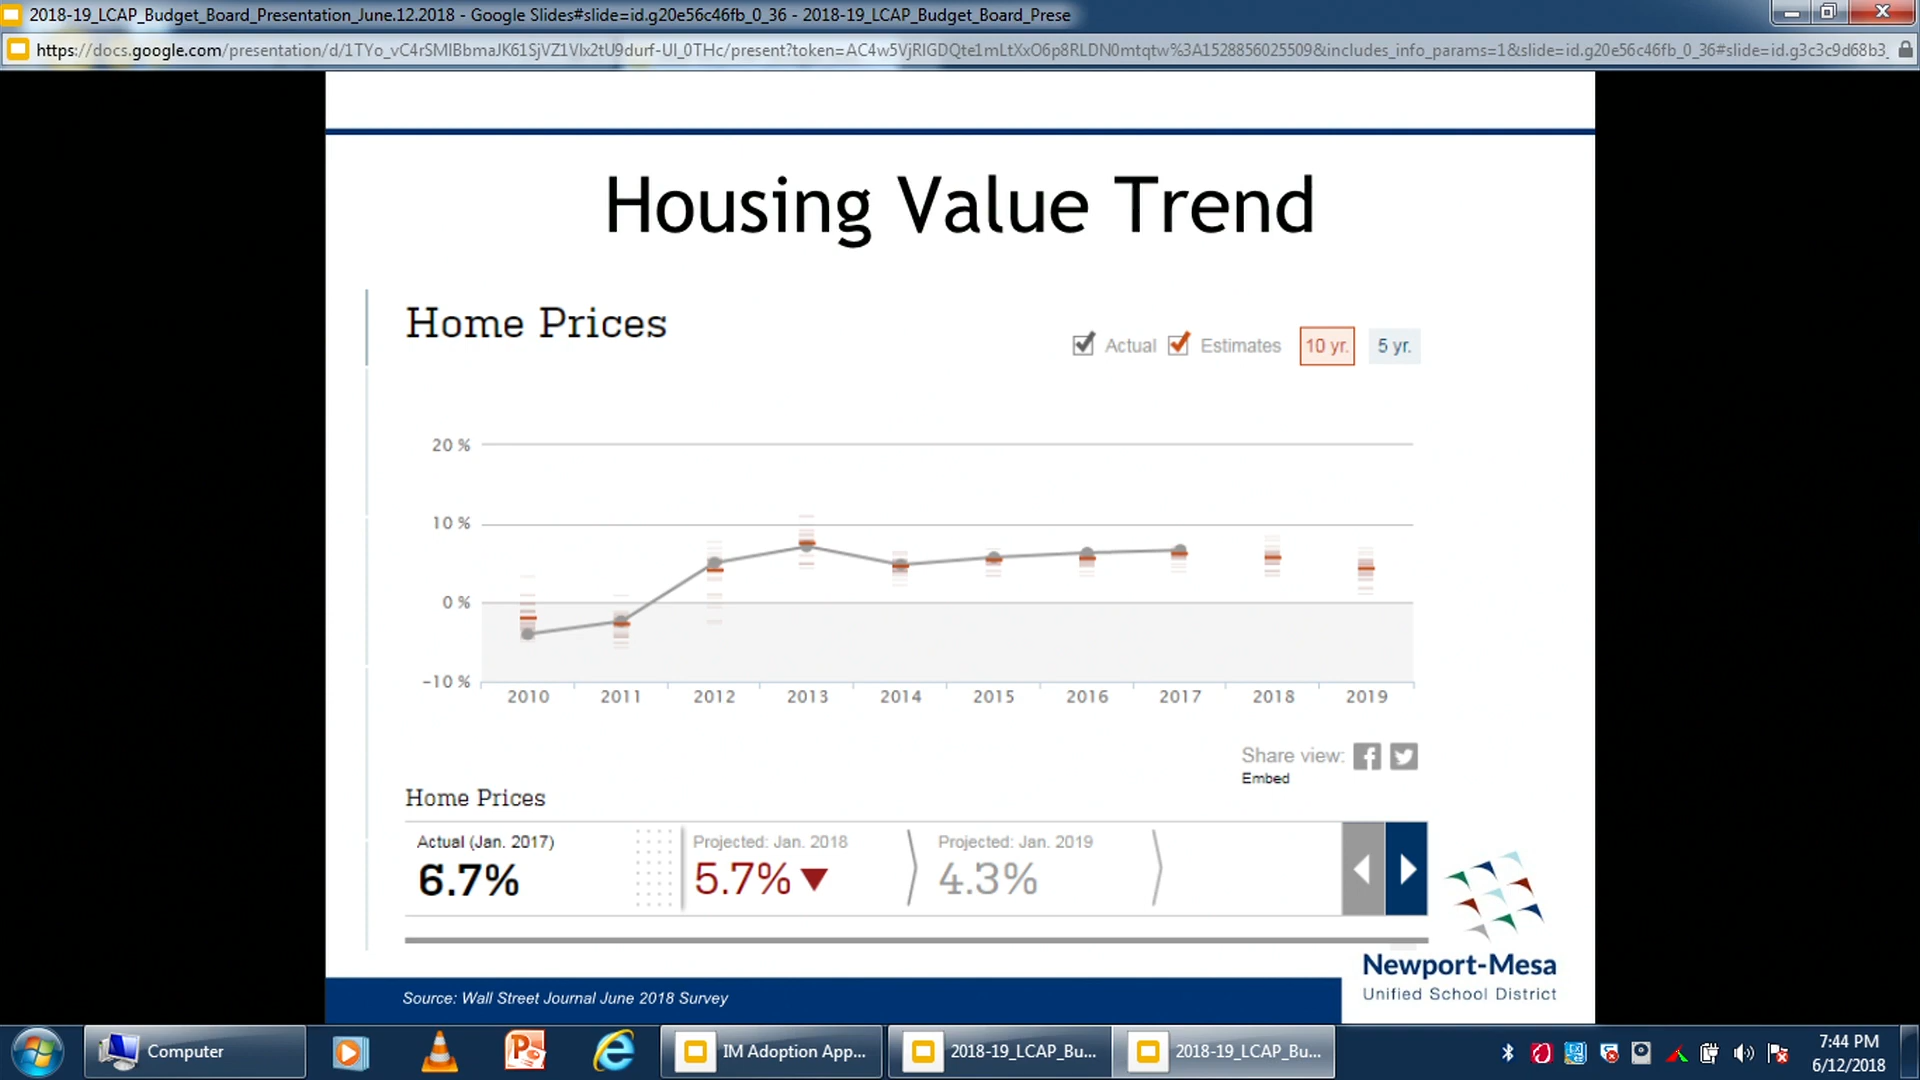 2018-19_LCAP_Budget_Board_Presentation_June.12.2018 - Google Slides#slide=id.g20e56c46fb_0_36 - 2018-19_LCAP_Budget_Board_Prese
https://docs.google.com/presentation/d/1TYo_vC4rSMIBbmaJK61SjVZ1VIx2tU9durf-UI_0THc/present?token=AC4w5VjRIGDQte1mLtXxO6p8RLDN0mtqtw%3A1528856025509&includes_info_params=1&slide=id.g20e56c46fb_0_36#slide=id.g3c3c9d68b3_
Housing Value Trend
Home Prices
Actual Estimates 10 yr. 5 yr.
20 %
10 %
0 %
-10 %
2010 2011 2012 2013 2014 2015 2016 2017 2018 2019
Share view:
Embed
Home Prices
Actual (Jan. 2017) Projected: Jan. 2018 Projected: Jan. 2019
6.7% 5.7% 4.3%
Newport-Mesa
Unified School District
Source: Wall Street Journal June 2018 Survey
Computer
IM Adoption App...
2018-19_LCAP_Bu...
2018-19_LCAP_Bu...
7:44 PM
6/12/2018